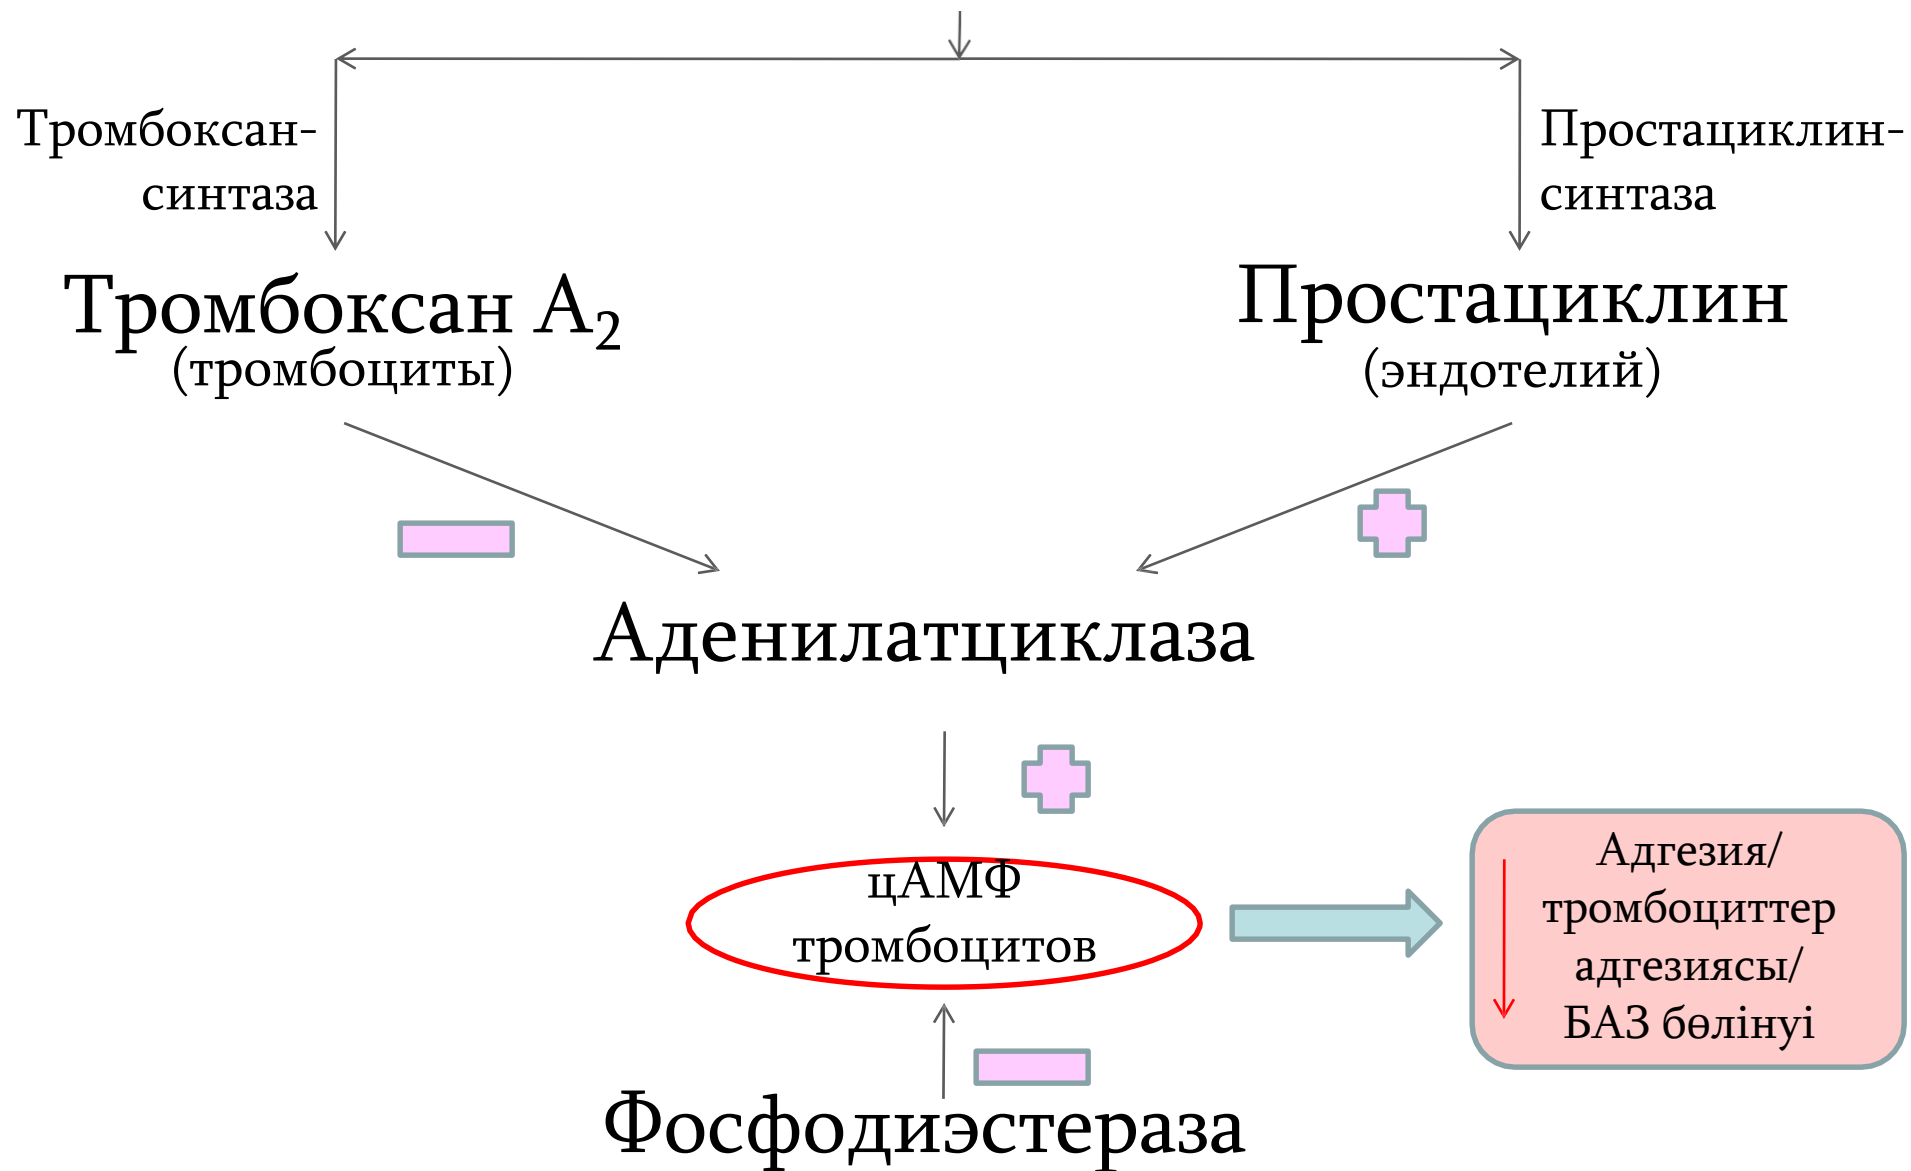 Тромбоксан-
синтаза
Простациклин-
синтаза
Тромбоксан А₂
(тромбоциты)
Простациклин
(эндотелий)
Аденилатциклаза
цАМФ
тромбоцитов
Адгезия/
тромбоциттер
адгезиясы/
БАЗ бөлінуі
Фосфодиэстераза